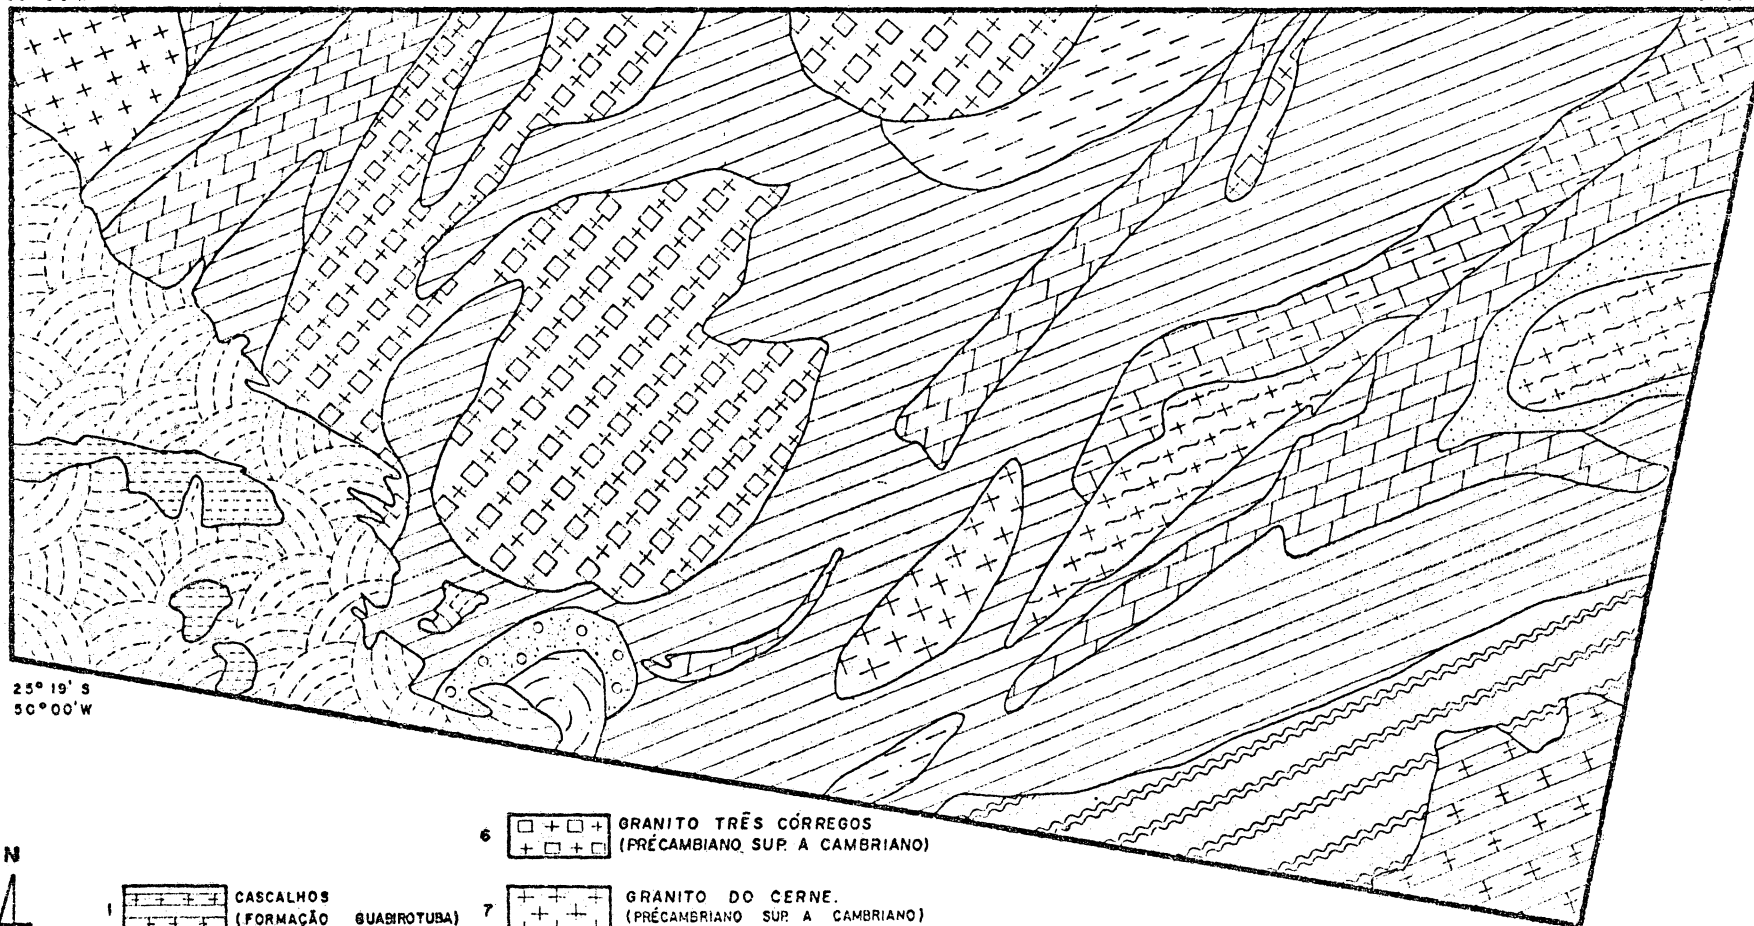 25° 19' S
50° 00' W
N
1 CASCALHOS
(FORMAÇÃO GUABIROTUBA)
6 GRANITO TRÊS CÓRREGOS
(PRÉCAMBIANO SUP. A CAMBRIANO)
7 GRANITO DO CERNE.
(PRÉCAMBRIANO SUP. A CAMBRIANO)